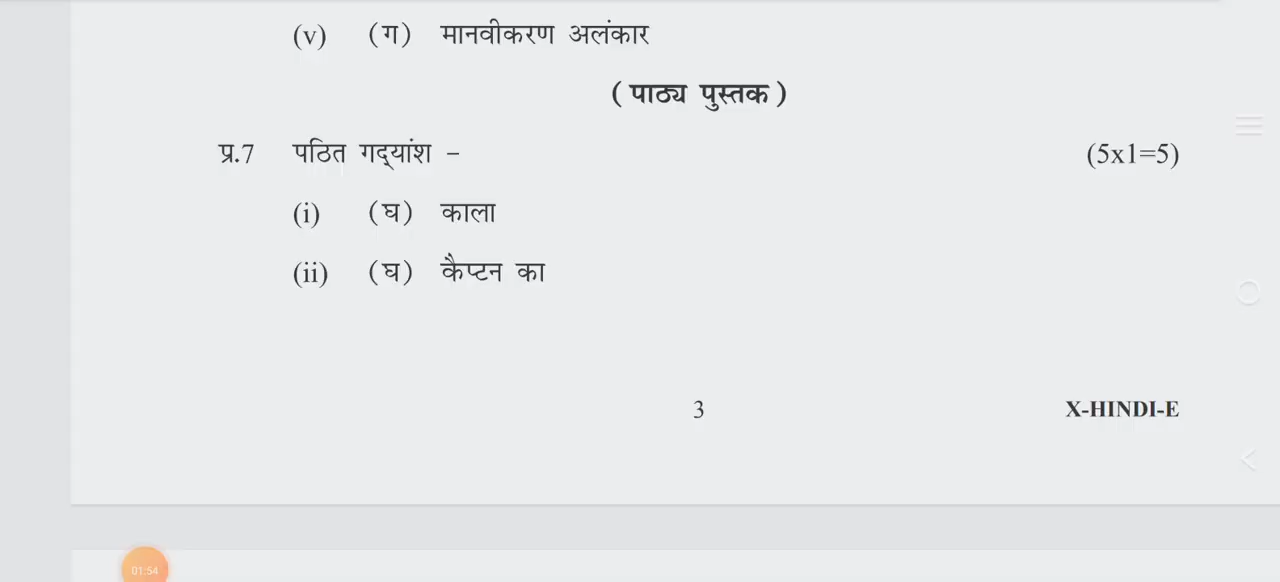 (v) (ग) मानवीकरण अलंकार
(पाठ्य पुस्तक)
प्र.7 पठित गद्‌यांश – (5x1=5)
(i) (घ) काला
(ii) (घ) कैप्टन का
3 X-HINDI-E
01:54